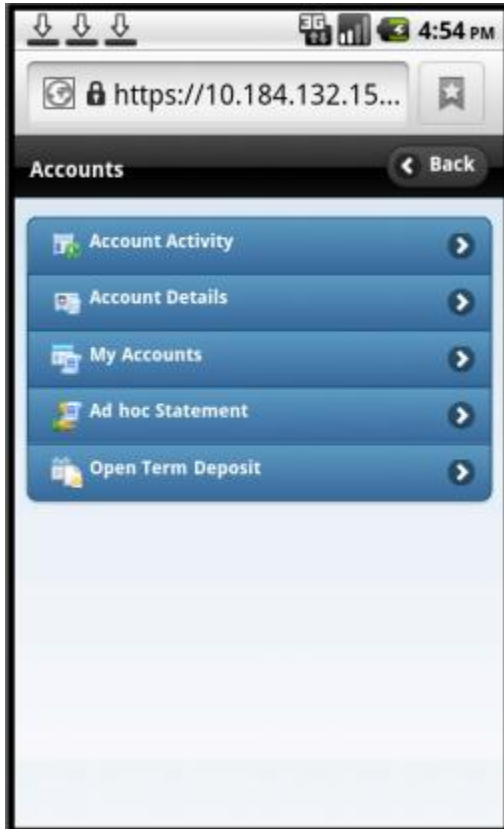 3G 4:54 PM
https://10.184.132.15...
Accounts Back
Account Activity
Account Details
My Accounts
Ad hoc Statement
Open Term Deposit